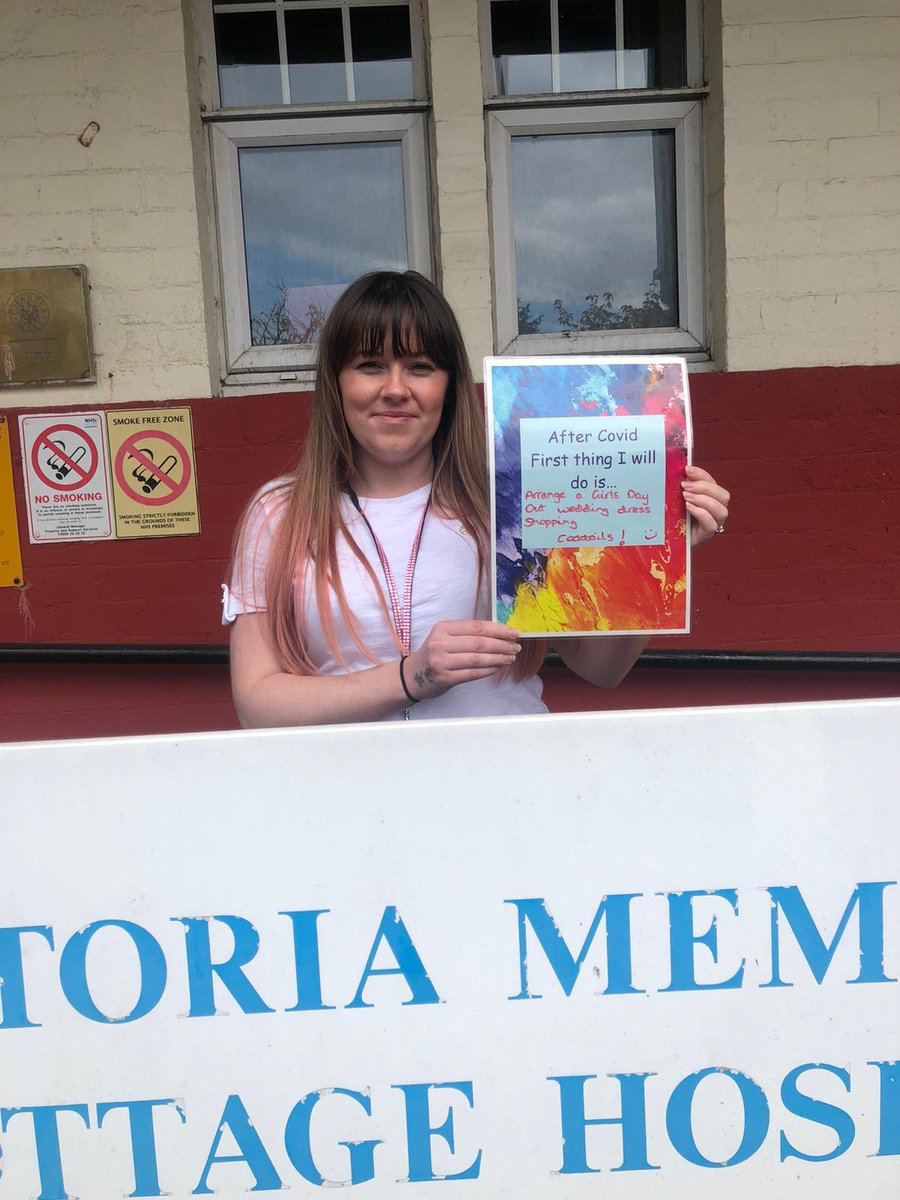 NHS
NO SMOKING
SMOKE FREE ZONE
SMOKING STRICTLY FORBIDDEN
IN THE GROUNDS OF THESE
NHS PREMISES
After Covid
First thing I will
do is...
Arrange a Girls Day
Out wedding dress
Shopping
Cocktails !
TORIA MEM
TTAGE HOS